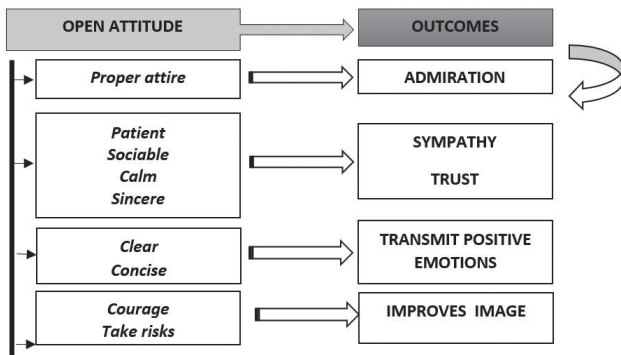 OPEN ATTITUDE
OUTCOMES
Proper attire
ADMIRATION
Patient
Sociable
Calm
Sincere
SYMPATHY
TRUST
Clear
Concise
TRANSMIT POSITIVE
EMOTIONS
Courage
Take risks
IMPROVES IMAGE